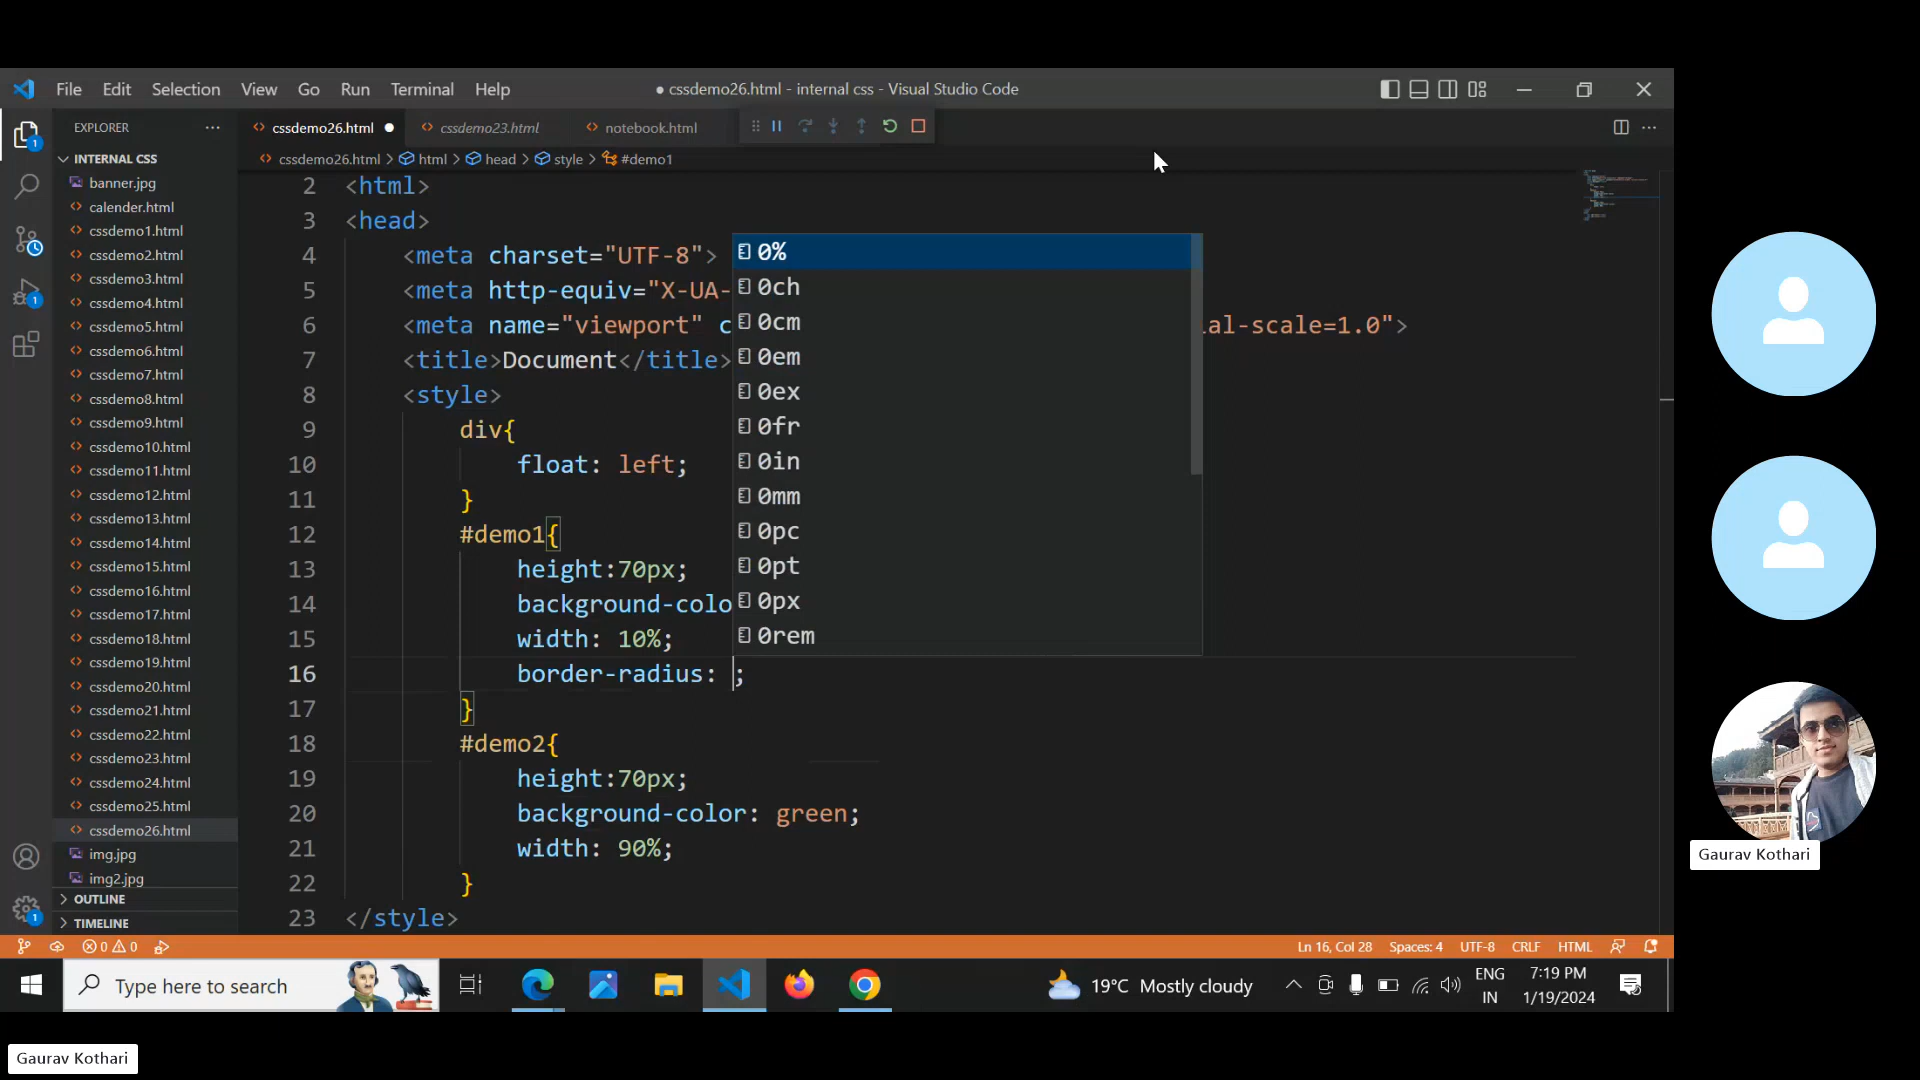 File Edit Selection View Go Run Terminal Help
● cssdemo26.html - internal css - Visual Studio Code
EXPLORER
cssdemo26.html
cssdemo23.html
notebook.html
cssdemo26.html > html > head > style > #demo1
INTERNAL CSS
banner.jpg
calender.html
cssdemo1.html
cssdemo2.html
cssdemo3.html
cssdemo4.html
cssdemo5.html
cssdemo6.html
cssdemo7.html
cssdemo8.html
cssdemo9.html
cssdemo10.html
cssdemo11.html
cssdemo12.html
cssdemo13.html
cssdemo14.html
cssdemo15.html
cssdemo16.html
cssdemo17.html
cssdemo18.html
cssdemo19.html
cssdemo20.html
cssdemo21.html
cssdemo22.html
cssdemo23.html
cssdemo24.html
cssdemo25.html
cssdemo26.html
img.jpg
img2.jpg
OUTLINE
TIMELINE
2 <html>
3 <head>
4 <meta charset="UTF-8">
5 <meta http-equiv="X-UA-
6 <meta name="viewport" c al-scale=1.0">
7 <title>Document</title>
8 <style>
9 div{
10 float: left;
11 }
12 #demo1{
13 height:70px;
14 background-colo
15 width: 10%;
16 border-radius: ;
17 }
18 #demo2{
19 height:70px;
20 background-color: green;
21 width: 90%;
22 }
23 </style>
0%
0ch
0cm
0em
0ex
0fr
0in
0mm
0pc
0pt
0px
0rem
1
1
1
0 0
Ln 16, Col 28 Spaces: 4 UTF-8 CRLF HTML
Type here to search
19°C Mostly cloudy
ENG
IN
7:19 PM
1/19/2024
Gaurav Kothari
Gaurav Kothari